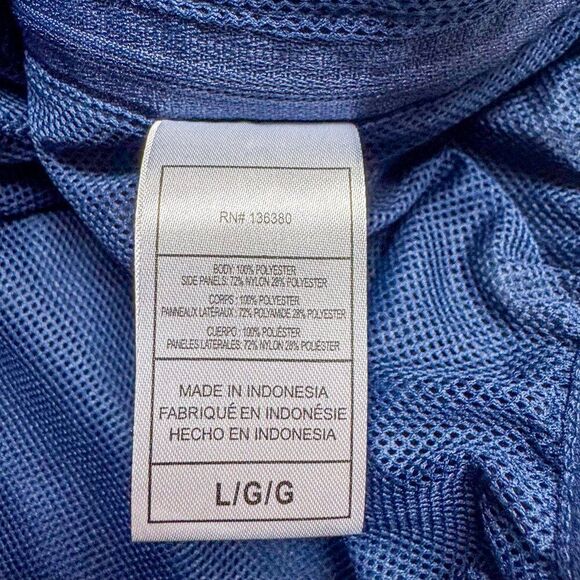 RN# 136380
BODY: 100% POLYESTER
SIDE PANELS: 72% NYLON 28% POLYESTER
CORPS : 100% POLYESTER
PANNEAUX LATÉRAUX : 72% POLYAMIDE 28% POLYESTER
CUERPO : 100% POLIÉSTER
PANELES LATERALES: 72% NYLON 28% POLIÉSTER
MADE IN INDONESIA
FABRIQUÉ EN INDONÉSIE
HECHO EN INDONESIA
L/G/G